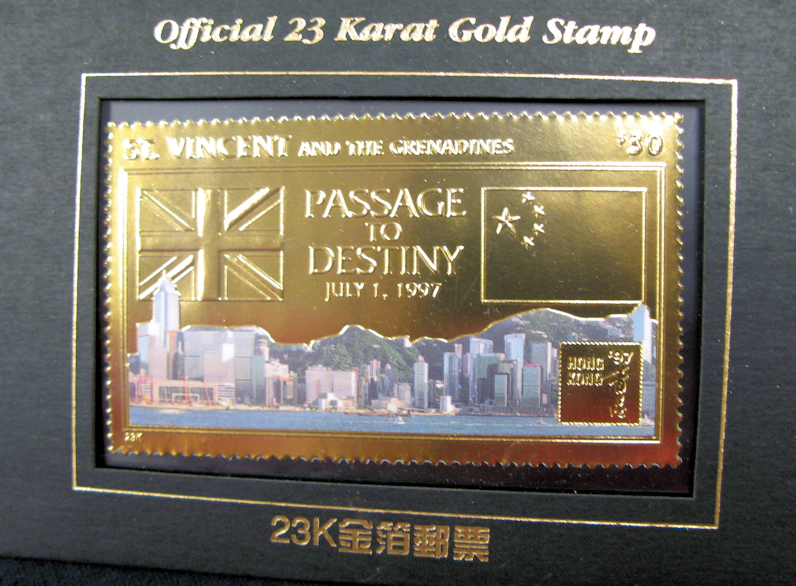 Official 23 Karat Gold Stamp
ST. VINCENT AND THE GRENADINES
$30
PASSAGE
TO
DESTINY
JULY 1, 1997
HONG '97
KONG
23K
23K金箔郵票